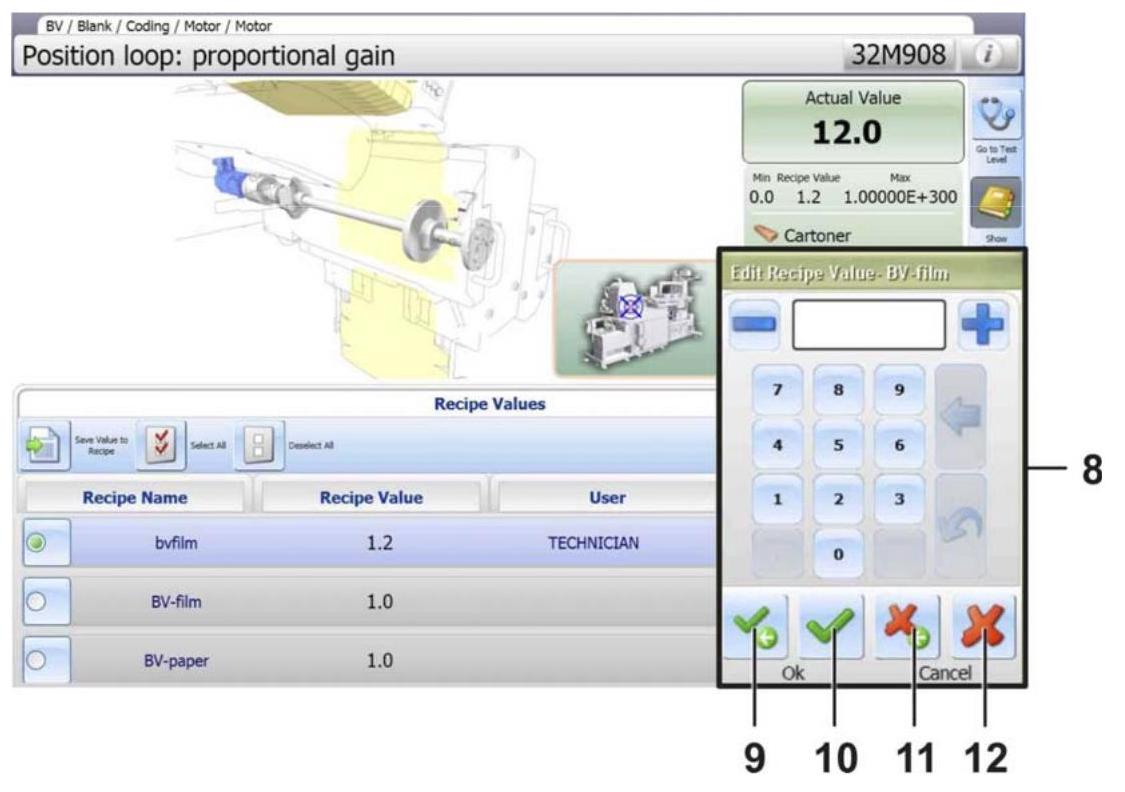 BV / Blank / Coding / Motor / Motor
Position loop: proportional gain
32M908
i
Actual Value
12.0
Go to Test
Level
Min Recipe Value Max
0.0 1.2 1.00000E+300
Cartoner
Show
Edit Recipe Value - BV-film
7 8 9
4 5 6
1 2 3
0
Ok Cancel
Recipe Values
Save Value to
Recipe
Select All
Deselect All
Recipe Name Recipe Value User
bvfilm 1.2 TECHNICIAN
BV-film 1.0
BV-paper 1.0
8
9 10 11 12